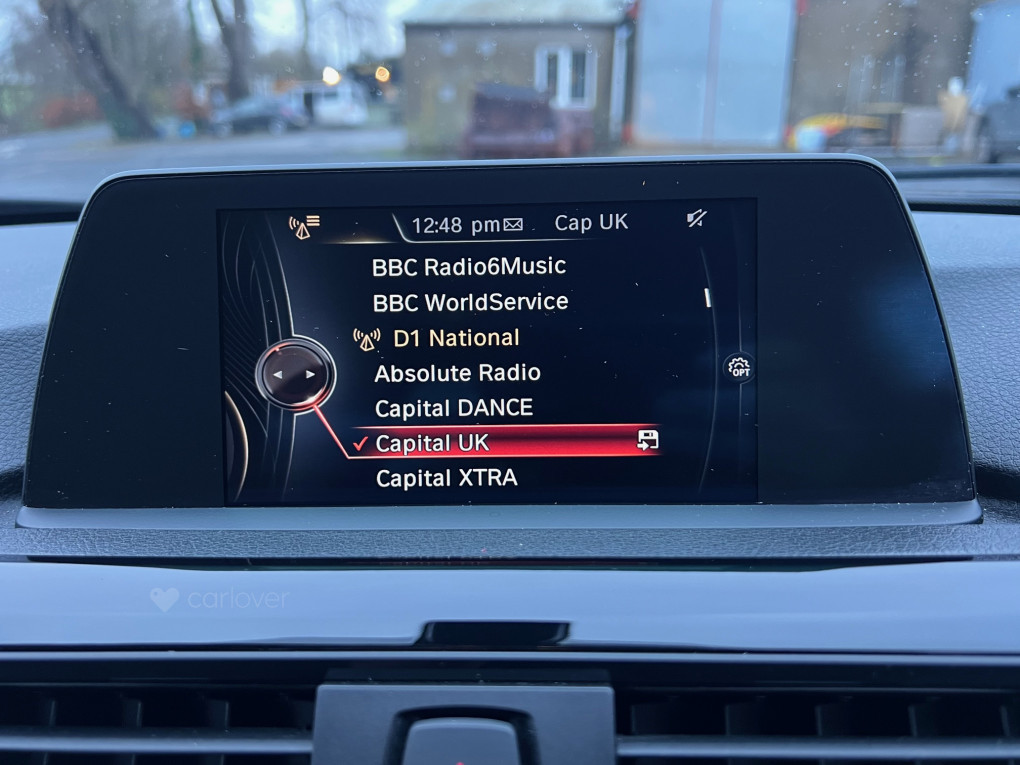 12:48 pm Cap UK
BBC Radio6Music
BBC WorldService
D1 National
Absolute Radio
OPT
Capital DANCE
Capital UK
Capital XTRA
carlover